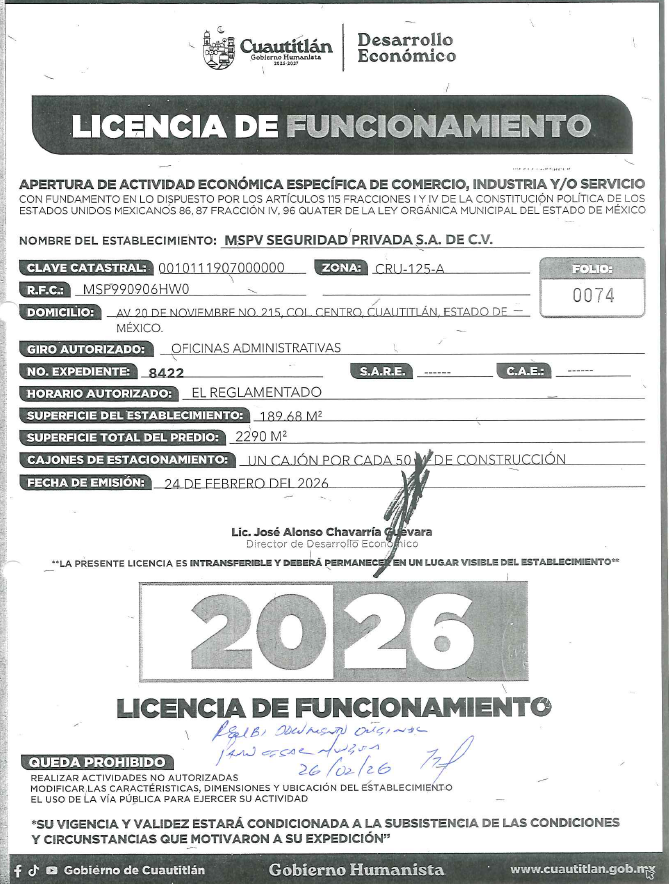 Cuautitlán
Gobierno Humanista
2025-2027
Desarrollo
Económico
LICENCIA DE FUNCIONAMIENTO
APERTURA DE ACTIVIDAD ECONÓMICA ESPECÍFICA DE COMERCIO, INDUSTRIA Y/O SERVICIO
CON FUNDAMENTO EN LO DISPUESTO POR LOS ARTÍCULOS 115 FRACCIONES I Y IV DE LA CONSTITUCIÓN POLÍTICA DE LOS
ESTADOS UNIDOS MEXICANOS 86, 87 FRACCIÓN IV, 96 QUATER DE LA LEY ORGÁNICA MUNICIPAL DEL ESTADO DE MÉXICO
NOMBRE DEL ESTABLECIMIENTO: MSPV SEGURIDAD PRIVADA S.A. DE C.V.
CLAVE CATASTRAL: 0010111907000000 ZONA: CRU-125-A
FOLIO:
0074
R.F.C.: MSP990906HW0
DOMICILIO: AV 20 DE NOVIEMBRE NO. 215, COL. CENTRO, CUAUTITLÁN, ESTADO DE
MÉXICO.
GIRO AUTORIZADO: OFICINAS ADMINISTRATIVAS
NO. EXPEDIENTE: 8422 S.A.R.E.: ------ C.A.E.: ------
HORARIO AUTORIZADO: EL REGLAMENTADO
SUPERFICIE DEL ESTABLECIMIENTO: 189.68 M²
SUPERFICIE TOTAL DEL PREDIO: 2290 M²
CAJONES DE ESTACIONAMIENTO: UN CAJÓN POR CADA 50 M² DE CONSTRUCCIÓN
FECHA DE EMISIÓN: 24 DE FEBRERO DEL 2026
Lic. José Alonso Chavarría Guevara
Director de Desarrollo Económico
**LA PRESENTE LICENCIA ES INTRANSFERIBLE Y DEBERÁ PERMANECER EN UN LUGAR VISIBLE DEL ESTABLECIMIENTO**
2026
LICENCIA DE FUNCIONAMIENTO
Recibi documento original
26/02/26
QUEDA PROHIBIDO
REALIZAR ACTIVIDADES NO AUTORIZADAS
MODIFICAR LAS CARACTERÍSTICAS, DIMENSIONES Y UBICACIÓN DEL ESTABLECIMIENTO
EL USO DE LA VÍA PÚBLICA PARA EJERCER SU ACTIVIDAD
"SU VIGENCIA Y VALIDEZ ESTARÁ CONDICIONADA A LA SUBSISTENCIA DE LAS CONDICIONES
Y CIRCUNSTANCIAS QUE MOTIVARON A SU EXPEDICIÓN"
Gobierno de Cuautitlán
Gobierno Humanista
www.cuautitlan.gob.mx